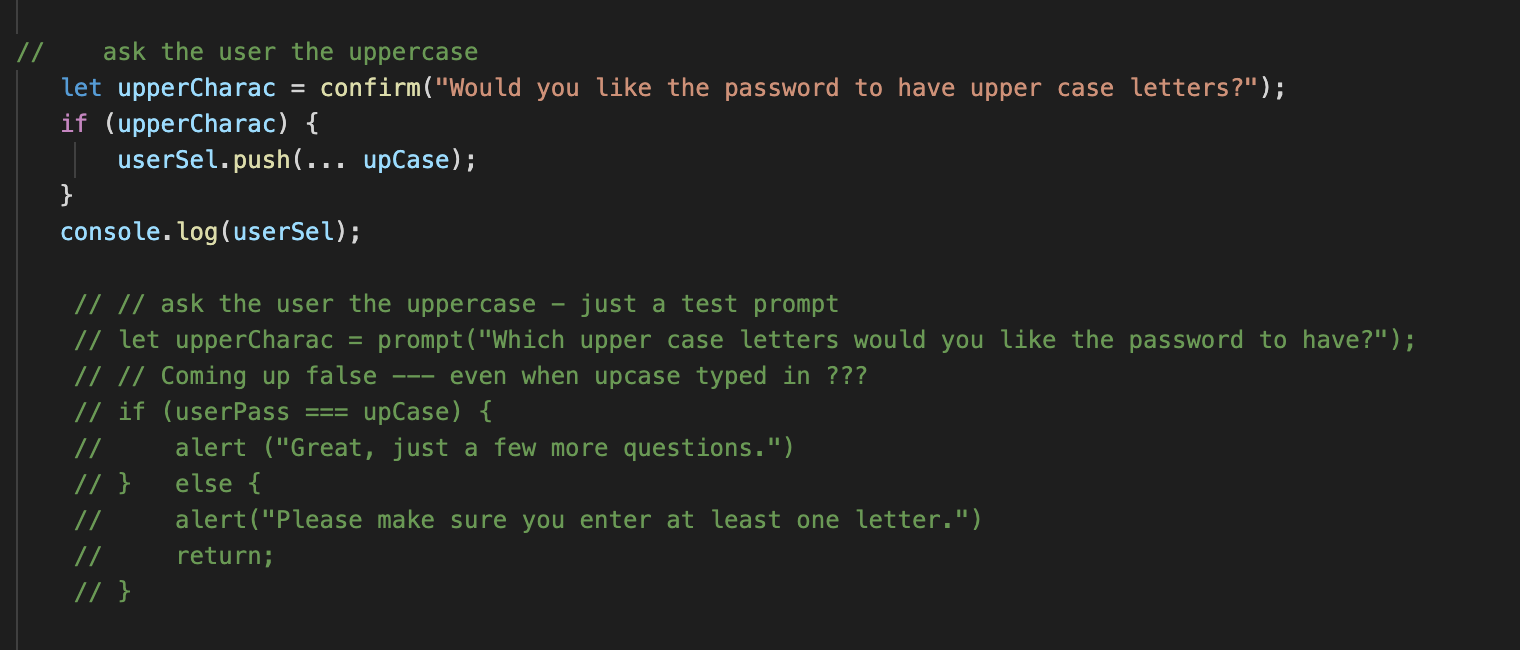 //    ask the user the uppercase
   let upperCharac = confirm("Would you like the password to have upper case letters?");
   if (upperCharac) {
       userSel.push(... upCase);
   }
   console.log(userSel);

    // // ask the user the uppercase – just a test prompt
    // let upperCharac = prompt("Which upper case letters would you like the password to have?");
    // // Coming up false --- even when upcase typed in ???
    // if (userPass === upCase) {
    //     alert ("Great, just a few more questions.")
    // }   else {
    //     alert("Please make sure you enter at least one letter.")
    //     return;
    // }